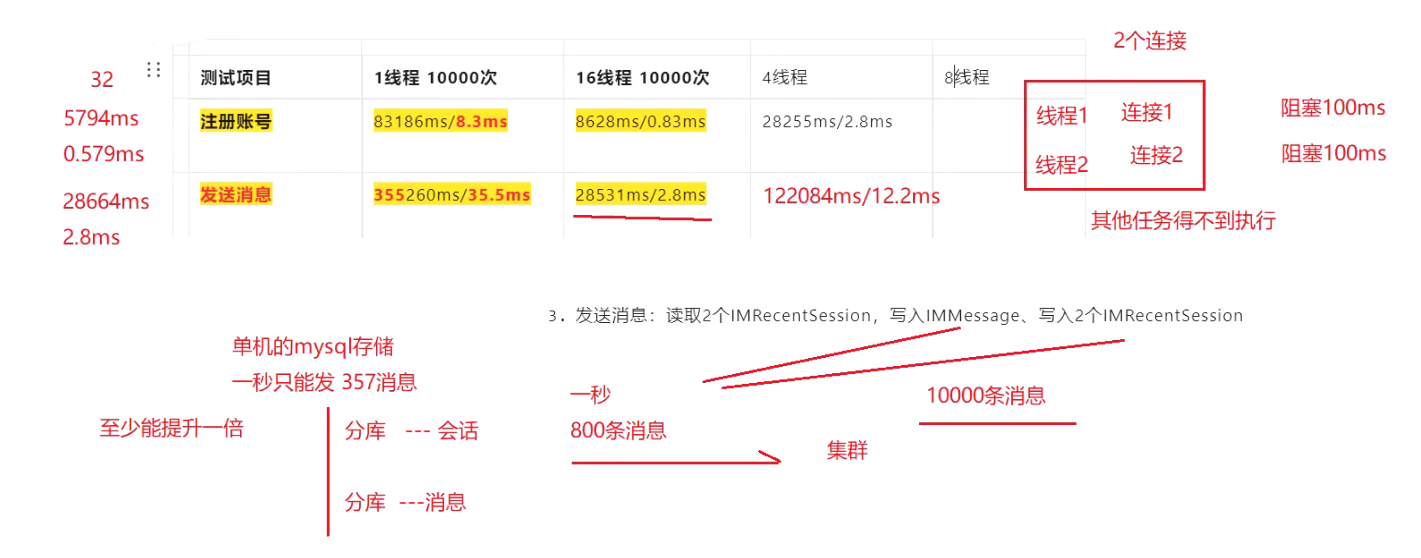 2个连接
32
测试项目 1线程 10000次 16线程 10000次 4线程 8线程
5794ms
0.579ms
注册账号 83186ms/8.3ms 8628ms/0.83ms 28255ms/2.8ms
线程1 连接1 阻塞100ms
线程2 连接2 阻塞100ms
28664ms
2.8ms
发送消息 355260ms/35.5ms 28531ms/2.8ms 122084ms/12.2ms
其他任务得不到执行
3. 发送消息：读取2个IMRecentSession，写入IMMessage、写入2个IMRecentSession
单机的mysql存储
一秒只能发 357消息
一秒
10000条消息
至少能提升一倍
分库 --- 会话
800条消息
集群
分库 ---消息